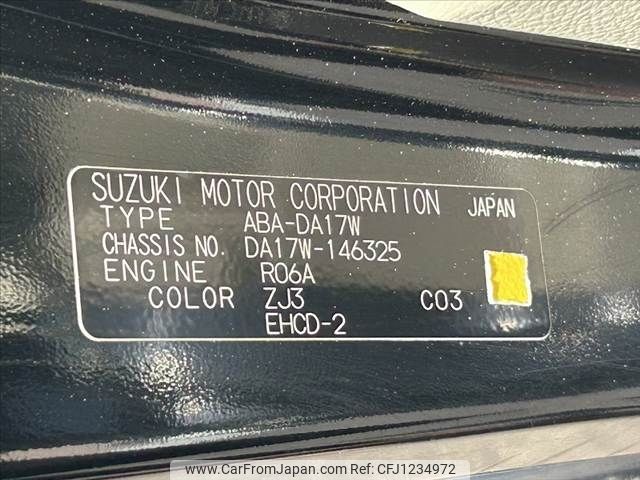 SUZUKI MOTOR CORPORATION JAPAN
TYPE ABA-DA17W
CHASSIS NO. DA17W-146325
ENGINE R06A
COLOR ZJ3 C03
EHCD-2
www.CarFromJapan.com | CFJ1234972